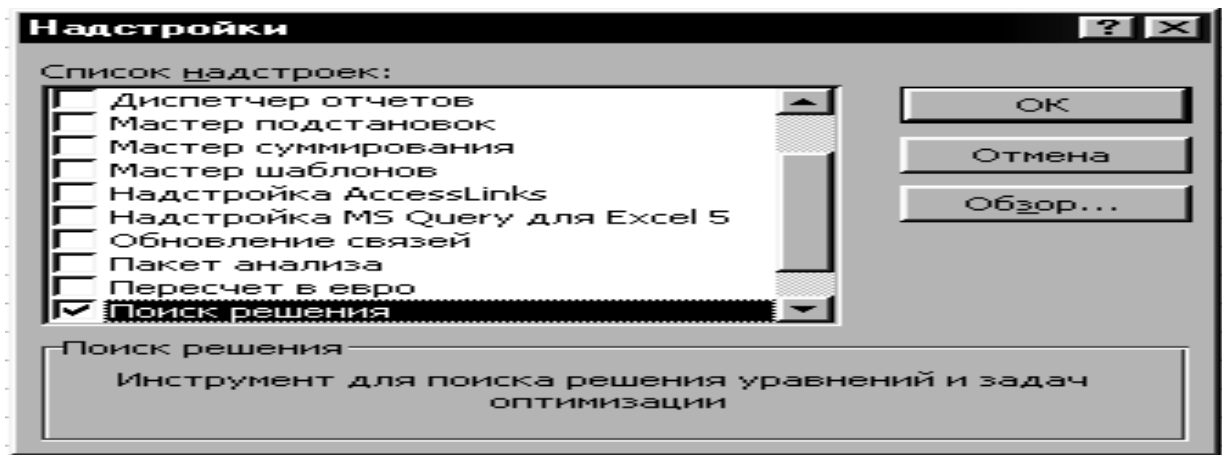 Надстройки
Список надстроек:
Диспетчер отчетов
Мастер подстановок
Мастер суммирования
Мастер шаблонов
Надстройка AccessLinks
Надстройка MS Query для Excel 5
Обновление связей
Пакет анализа
Пересчет в евро
Поиск решения
ОК
Отмена
Обзор...
Поиск решения
Инструмент для поиска решения уравнений и задач
оптимизации